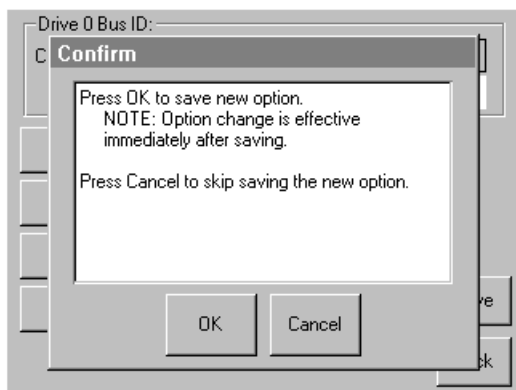 Drive 0 Bus ID:
Confirm
Press OK to save new option.
NOTE: Option change is effective
immediately after saving.
Press Cancel to skip saving the new option.
OK
Cancel